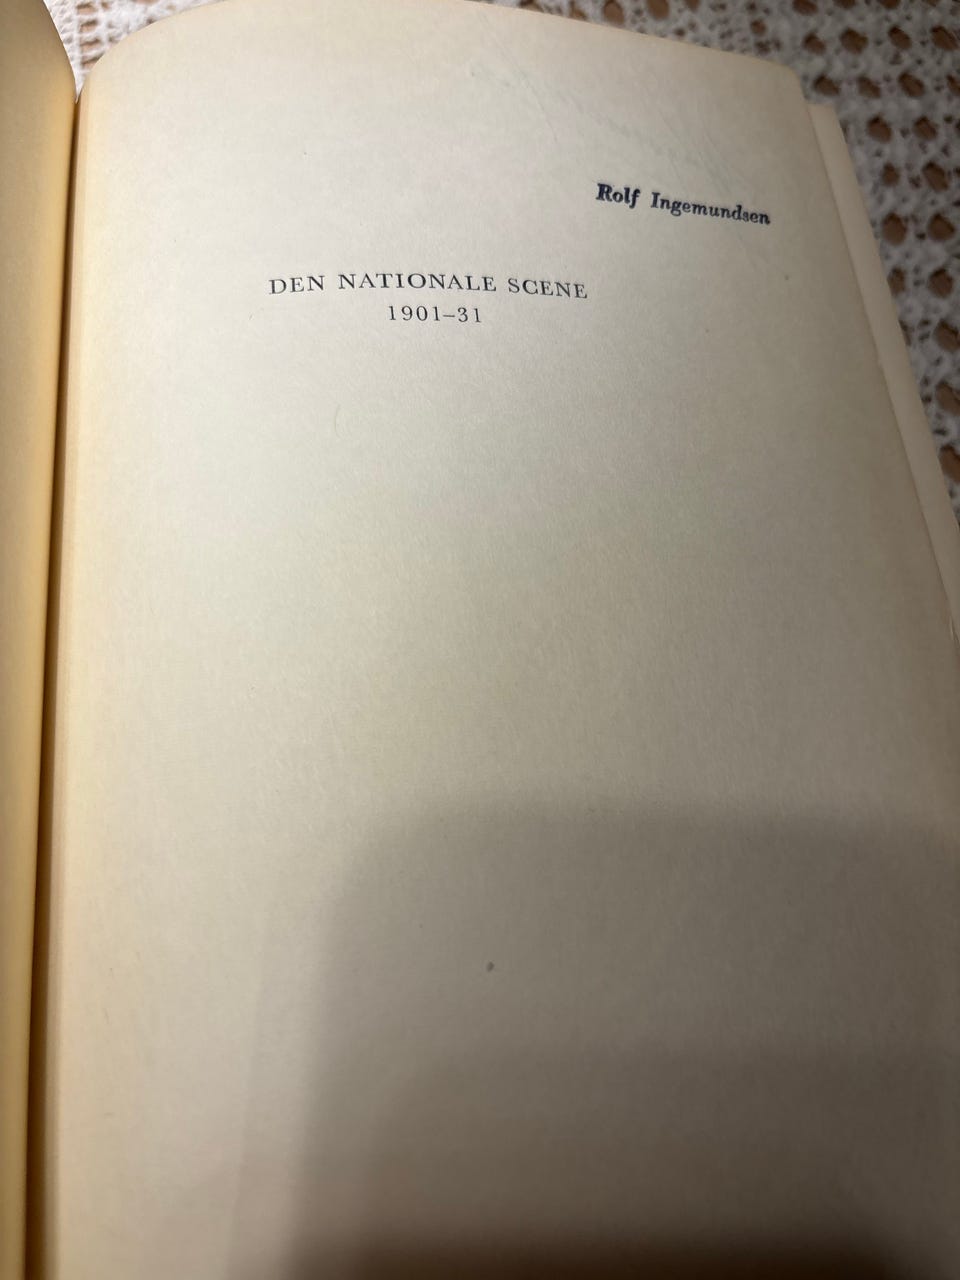 Rolf Ingemundsen
DEN NATIONALE SCENE
1901–31